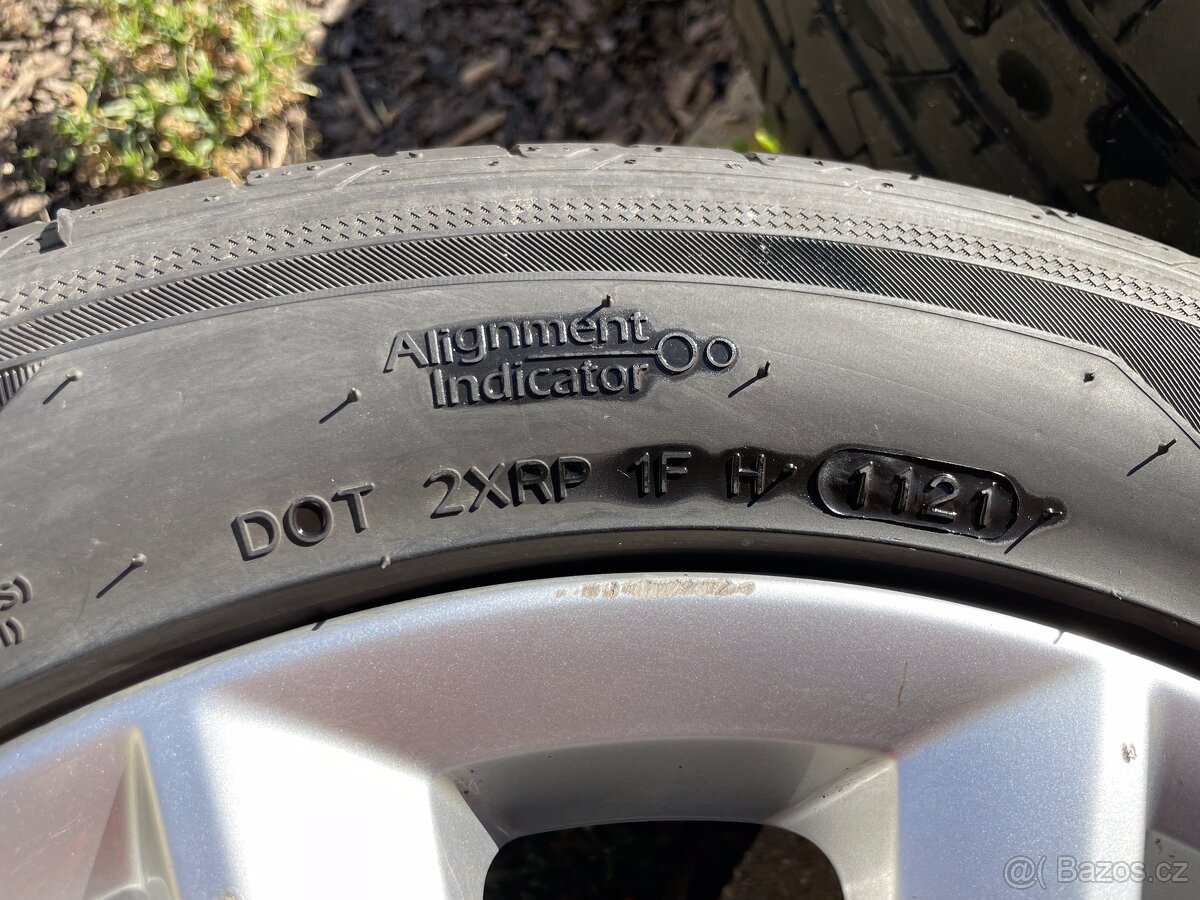 Alignment
Indicator
DOT 2XRP 1F H 1121
@( Bazos.cz